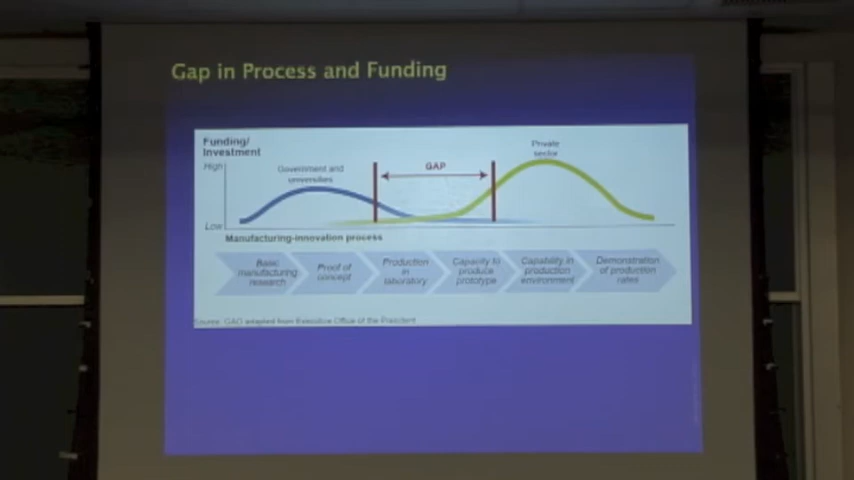 Gap in Process and Funding
Funding/
Investment
High
Government and
universities
GAP
Private
sector
Low
Manufacturing-innovation process
Basic
manufacturing
research
Proof of
concept
Production
in
laboratory
Capacity to
produce
prototype
Capability in
production
environment
Demonstration
of production
rates
Source: GAO adapted from Executive Office of the President